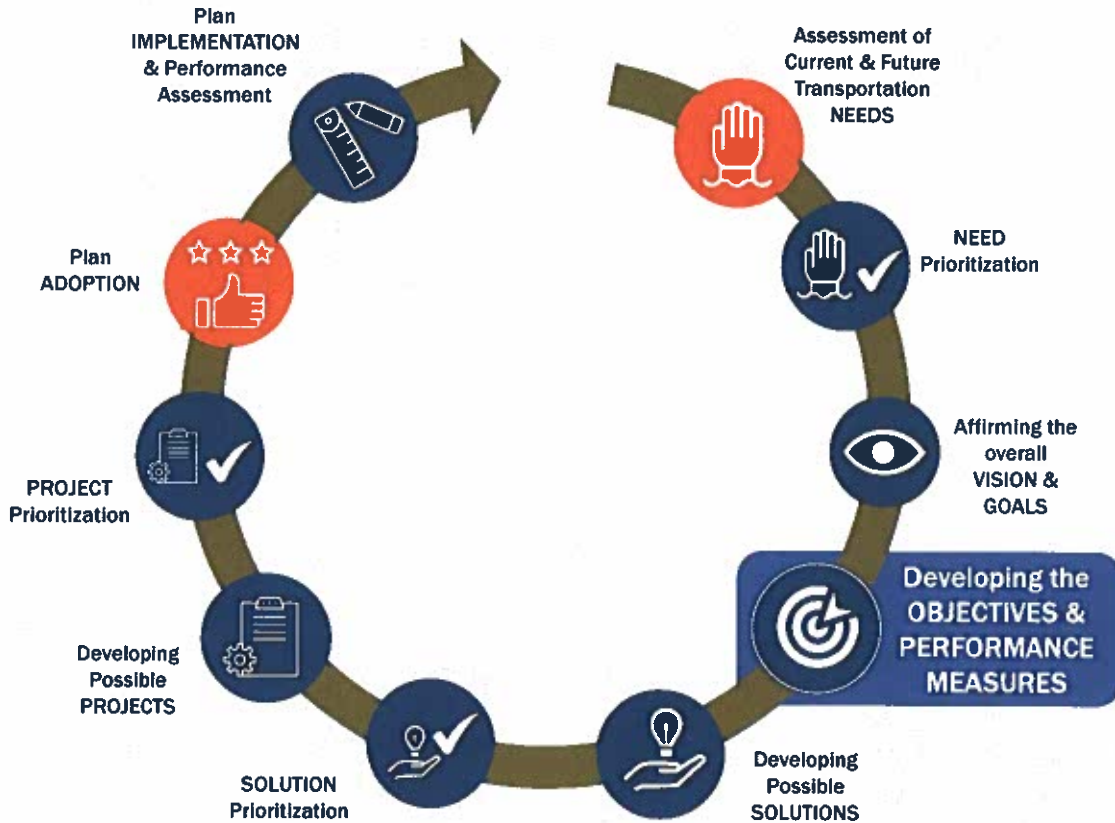 Assessment of
Current & Future
Transportation
NEEDS
NEED
Prioritization
Affirming the
overall
VISION &
GOALS
Developing the
OBJECTIVES &
PERFORMANCE
MEASURES
Developing
Possible
SOLUTIONS
SOLUTION
Prioritization
Developing
Possible
PROJECTS
PROJECT
Prioritization
Plan
ADOPTION
Plan
IMPLEMENTATION
& Performance
Assessment